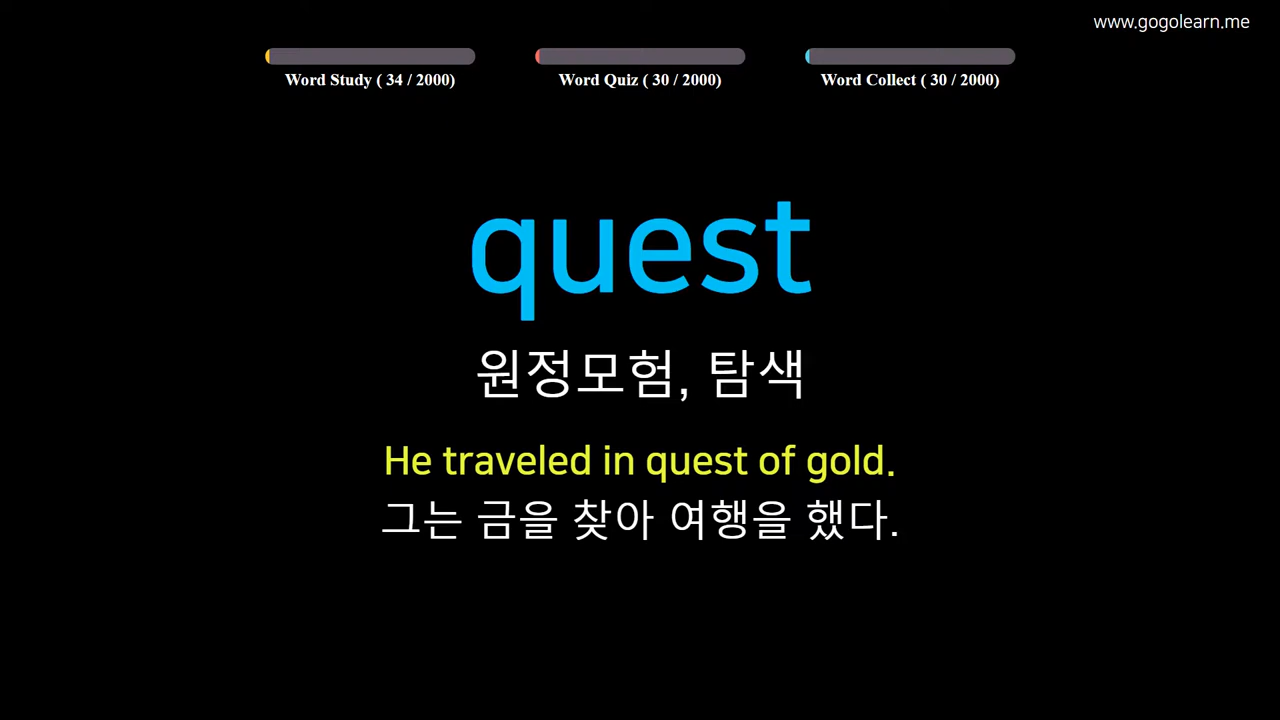 www.gogolearn.me
Word Study ( 34 / 2000)
Word Quiz ( 30 / 2000)
Word Collect ( 30 / 2000)
quest
원정모험, 탐색
He traveled in quest of gold.
그는 금을 찾아 여행을 했다.